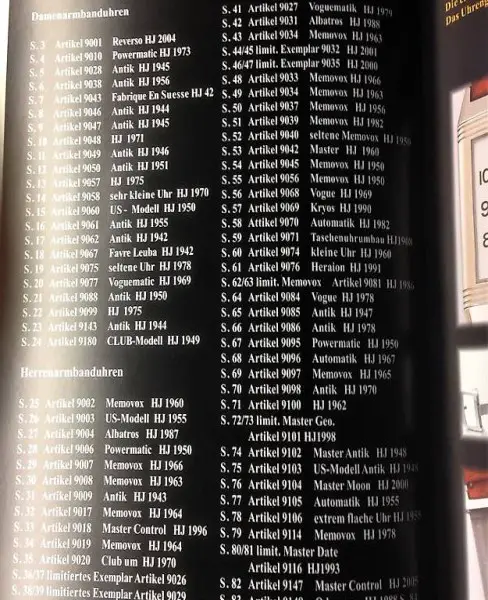 Damenarmbanduhren
S. 3 Artikel 9001 Reverso HJ 2004
S. 4 Artikel 9010 Powermatic HJ 1973
S. 5 Artikel 9028 Antik HJ 1945
S. 6 Artikel 9038 Antik HJ 1956
S. 7 Artikel 9043 Fabrique En Suesse HJ 42
S. 8 Artikel 9046 Antik HJ 1944
S. 9 Artikel 9047 Antik HJ 1945
S. 10 Artikel 9048 HJ 1971
S. 11 Artikel 9049 Antik HJ 1946
S. 12 Artikel 9050 Antik HJ 1951
S. 13 Artikel 9057 HJ 1975
S. 14 Artikel 9058 sehr kleine Uhr HJ 1970
S. 15 Artikel 9060 US- Modell HJ 1950
S. 16 Artikel 9061 Antik HJ 1955
S. 17 Artikel 9062 Antik HJ 1942
S. 18 Artikel 9067 Favre Leuba HJ 1942
S. 19 Artikel 9075 seltene Uhr HJ 1978
S. 20 Artikel 9077 Voguematic HJ 1969
S. 21 Artikel 9088 Antik HJ 1950
S. 22 Artikel 9099 HJ 1975
S. 23 Artikel 9143 Antik HJ 1944
S. 24 Artikel 9180 CLUB-Modell HJ 1949
Herrenarmbanduhren
S. 25 Artikel 9002 Memovox HJ 1960
S. 26 Artikel 9003 US-Modell HJ 1955
S. 27 Artikel 9004 Albatros HJ 1987
S. 28 Artikel 9006 Powermatic HJ 1950
S. 29 Artikel 9007 Memovox HJ 1966
S. 30 Artikel 9008 Memovox HJ 1963
S. 31 Artikel 9009 Antik HJ 1943
S. 32 Artikel 9017 Memovox HJ 1964
S. 33 Artikel 9018 Master Control HJ 1996
S. 34 Artikel 9019 Memovox HJ 1964
S. 35 Artikel 9020 Club um HJ 1970
S. 36/37 limitiertes Exemplar Artikel 9026
S. 38/39 limitiertes Exemplar Artikel 9029
S. 41 Artikel 9027 Voguematik HJ 1979
S. 42 Artikel 9031 Albatros HJ 1988
S. 43 Artikel 9034 Memovox HJ 1963
S. 44/45 limit. Exemplar 9032 HJ 2001
S. 46/47 limit. Exemplar 9035 HJ 2000
S. 48 Artikel 9033 Memovox HJ 1966
S. 49 Artikel 9034 Memovox HJ 1963
S. 50 Artikel 9037 Memovox HJ 1956
S. 51 Artikel 9039 Memovox HJ 1982
S. 52 Artikel 9040 seltene Memovox HJ 1950
S. 53 Artikel 9042 Master HJ 1960
S. 54 Artikel 9045 Memovox HJ 1950
S. 55 Artikel 9056 Memovox HJ 1950
S. 56 Artikel 9068 Vogue HJ 1969
S. 57 Artikel 9069 Kryos HJ 1990
S. 58 Artikel 9070 Automatik HJ 1982
S. 59 Artikel 9071 Taschenuhrumbau HJ
S. 60 Artikel 9074 kleine Uhr HJ 1960
S. 61 Artikel 9076 Heraion HJ 1991
S. 62/63 limit. Memovox Artikel 9081 HJ
S. 64 Artikel 9084 Vogue HJ 1978
S. 65 Artikel 9085 Antik HJ 1947
S. 66 Artikel 9086 Antik HJ 1978
S. 67 Artikel 9095 Powermatic HJ 1950
S. 68 Artikel 9096 Automatik HJ 1967
S. 69 Artikel 9097 Memovox HJ 1965
S. 70 Artikel 9098 Antik HJ 1970
S. 71 Artikel 9100 HJ 1962
S. 72/73 limit. Master Geo.
Artikel 9101 HJ1998
S. 74 Artikel 9102 Master Antik HJ 1948
S. 75 Artikel 9103 US-Modell Antik HJ
S. 76 Artikel 9104 Master Moon HJ 2000
S. 77 Artikel 9105 Automatik HJ 1955
S. 78 Artikel 9106 extrem flache Uhr HJ
S. 79 Artikel 9114 Memovox HJ 1978
S. 80/81 limit. Master Date
Artikel 9116 HJ1993
S. 82 Artikel 9147 Master Control HJ
Das
10
9
8